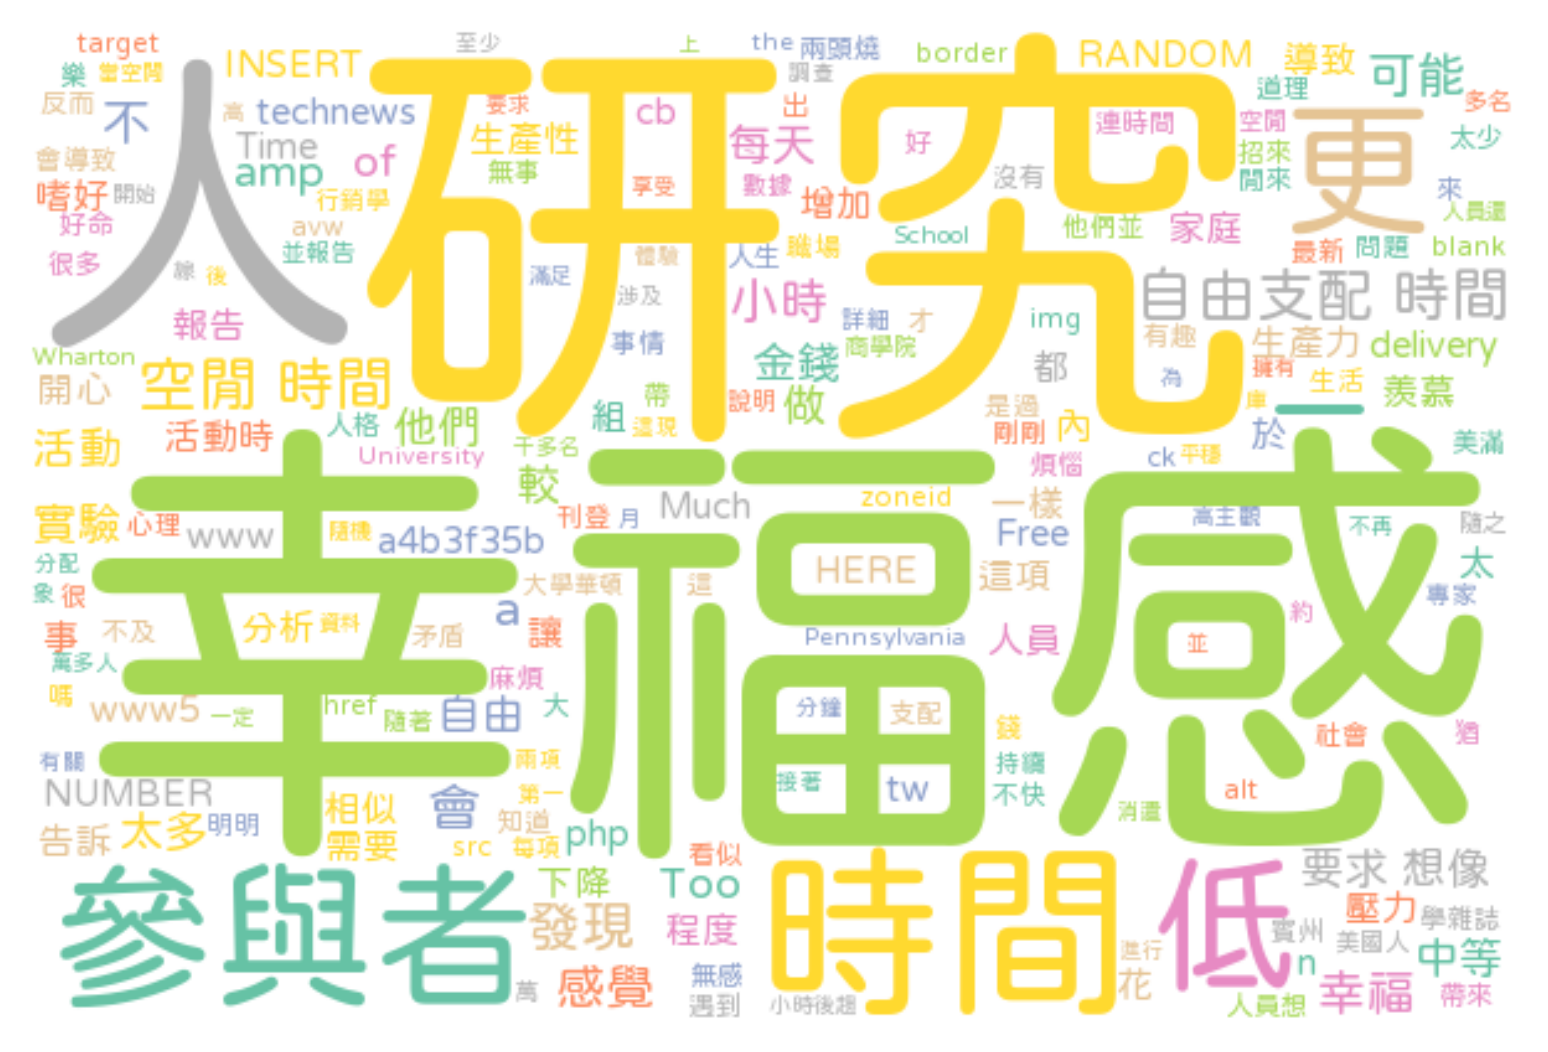 target
至少
上
the
兩頭燒
border
RANDOM
導致
可能
樂
當空閒
INSERT
調查
道理
多名
反而
不
高
technews
人
研究
要求
cb
出
每天
好
連時間
空閒
更
太少
會導致
Time
amp
of
生產性
無事
享受
數據
增加
沒有
招來
閒來
來
嗜好
開始
行銷學
人員還
好命
avw
並報告
體驗
人生
職場
School
他們並
家庭
最新
問題
blank
很多
嫁
後
滿足
涉及
小時
自由支配 時間
報告
事情
詳細
才
img
有趣
生產力
delivery
Wharton
空閒 時間
金錢
商學院
都
為
擁有
生活
羨慕
開心
帶
說明
做
是過
庫
一
活動
活動時
人格
他們
組
這現
剛剛
內
於
美滿
University
千多名
煩惱
ck
平穩
幸福感
較
Much
zoneid
一樣
實驗
心理
www
隨機
a4b3f35b
刊登
月
Free
高主觀
不再
隨之
分配
大學華頓
這
HERE
這項
太
象
很
a
專家
事
不及
分析
資料
矛盾
讓
Pennsylvania
人員
約
並
萬多人
麻煩
嗎
www5
一定
href
隨著
自由
大
分鐘
支配
錢
社會
猶
有關
兩項
持續
NUMBER
相似
會
第一
接著
tw
不快
alt
告訴
太多
明明
需要
知道
php
消遣
src
每項
看似
參與者
下降
Too
時間
低
要求 想像
發現
程度
壓力
學雜誌
賓州
美國人
進行
中等
萬
感覺
無感
花
n
幸福
帶來
遇到
小時後趨
人員想